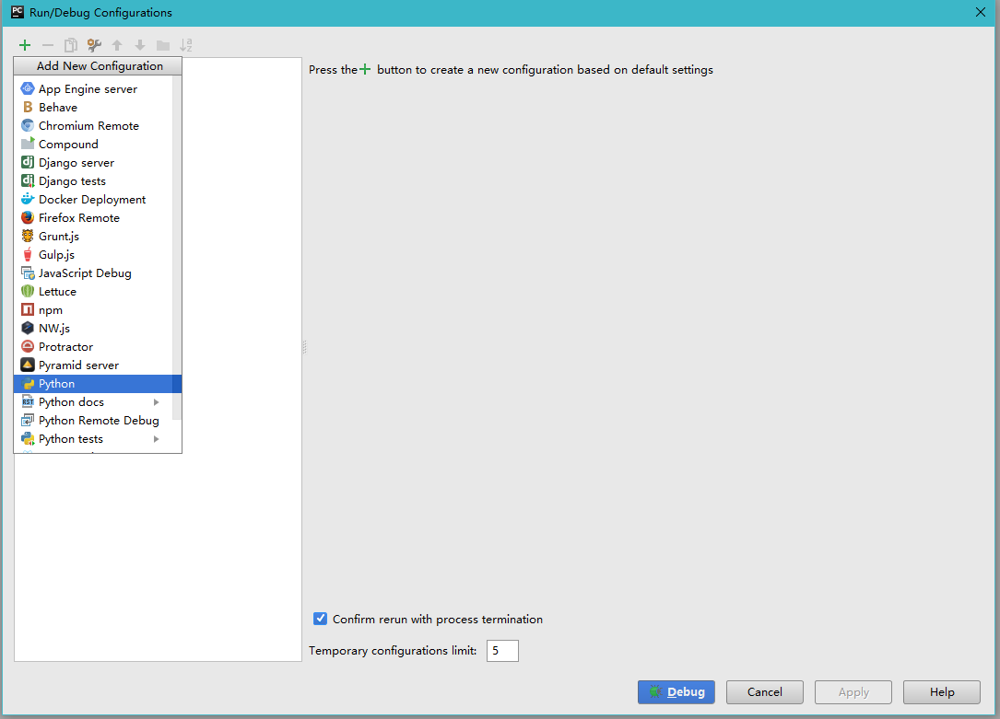 PC Run/Debug Configurations
Add New Configuration
Press the + button to create a new configuration based on default settings
App Engine server
Behave
Chromium Remote
Compound
Django server
Django tests
Docker Deployment
Firefox Remote
Grunt.js
Gulp.js
JavaScript Debug
Lettuce
npm
NW.js
Protractor
Pyramid server
Python
Python docs
Python Remote Debug
Python tests
Confirm rerun with process termination
Temporary configurations limit: 5
Debug Cancel Apply Help